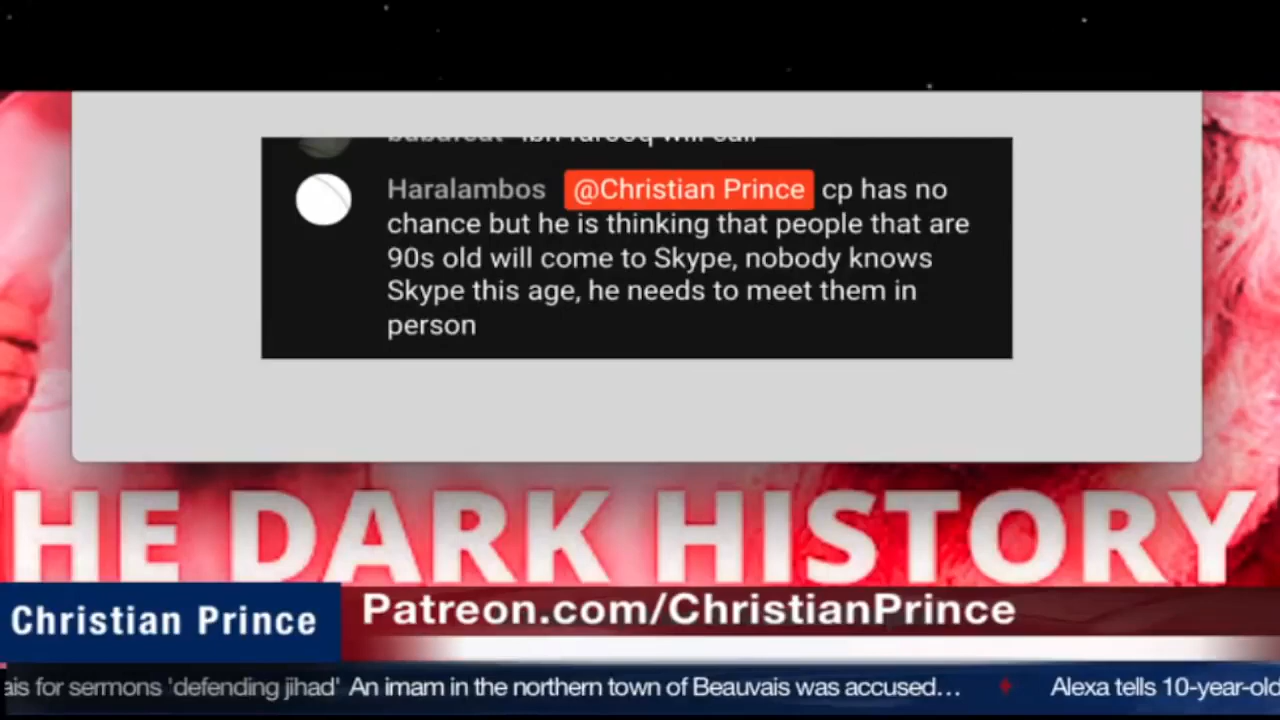 Haralambos @Christian Prince cp has no
chance but he is thinking that people that are
90s old will come to Skype, nobody knows
Skype this age, he needs to meet them in
person
HE DARK HISTORY
Christian Prince
Patreon.com/ChristianPrince
ais for sermons 'defending jihad' An imam in the northern town of Beauvais was accused… Alexa tells 10-year-old